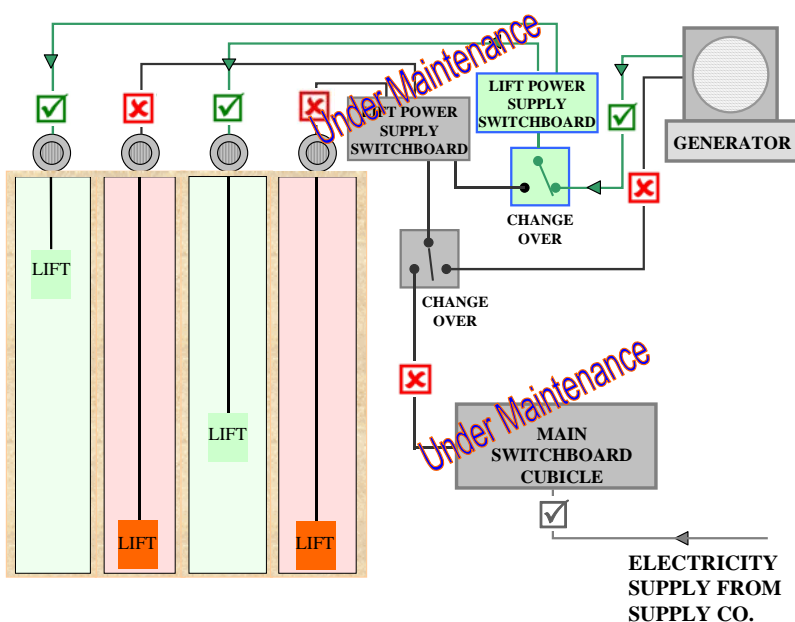 Under Maintenance
LIFT POWER
SUPPLY
SWITCHBOARD
LIFT POWER
SUPPLY
SWITCHBOARD
GENERATOR
CHANGE
OVER
LIFT
CHANGE
OVER
Under Maintenance
MAIN
SWITCHBOARD
CUBICLE
LIFT
LIFT
LIFT
ELECTRICITY
SUPPLY FROM
SUPPLY CO.